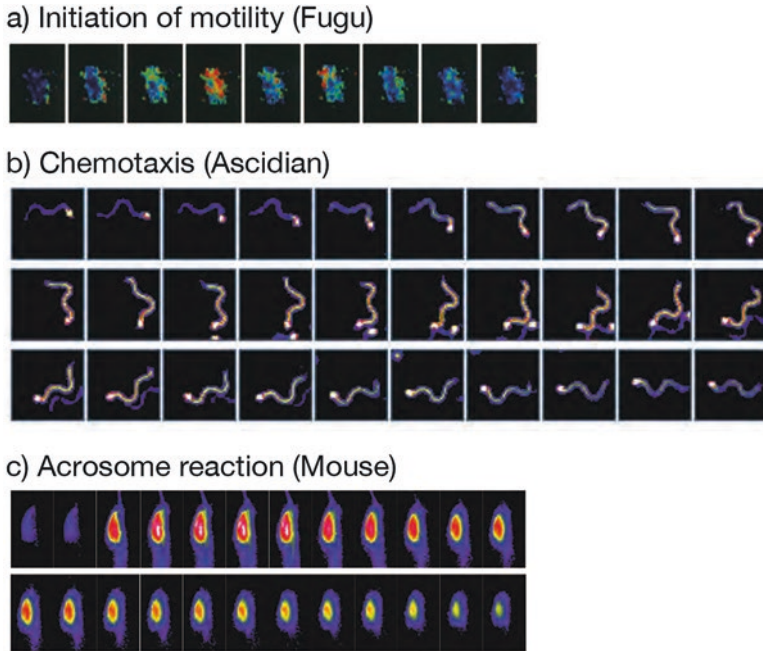 a) Initiation of motility (Fugu)
b) Chemotaxis (Ascidian)
c) Acrosome reaction (Mouse)